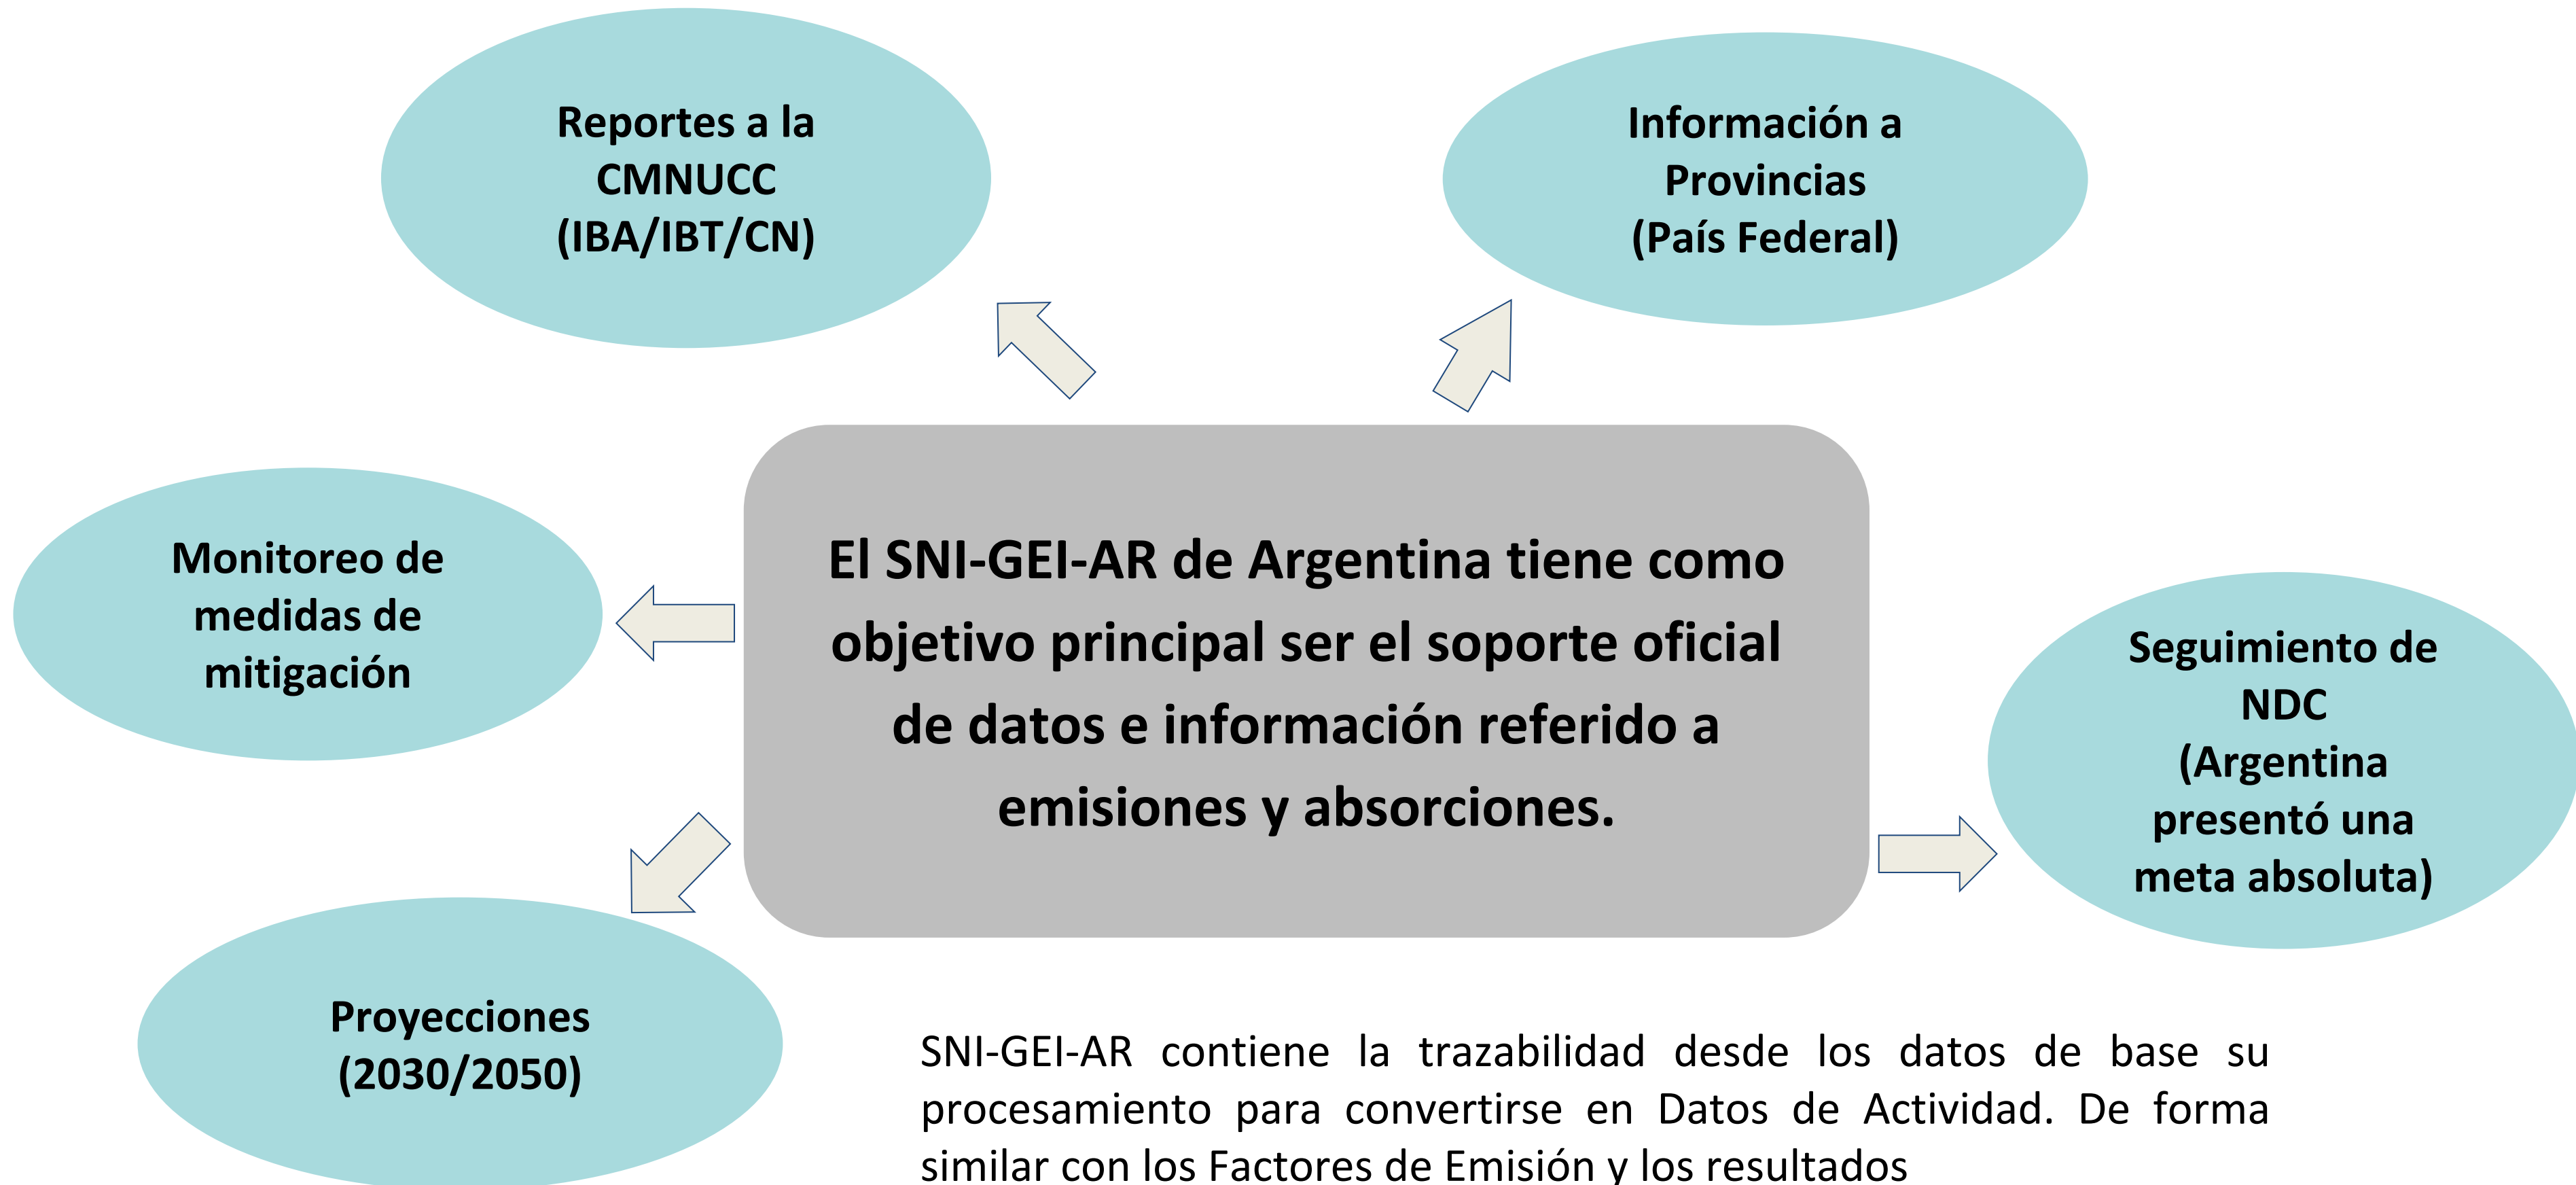 Reportes a la
CMNUCC
(IBA/IBT/CN)
Información a
Provincias
(País Federal)
Monitoreo de
medidas de
mitigación
El SNI-GEI-AR de Argentina tiene como
objetivo principal ser el soporte oficial
de datos e información referido a
emisiones y absorciones.
Seguimiento de
NDC
(Argentina
presentó una
meta absoluta)
Proyecciones
(2030/2050)
SNI-GEI-AR contiene la trazabilidad desde los datos de base su
procesamiento para convertirse en Datos de Actividad. De forma
similar con los Factores de Emisión y los resultados